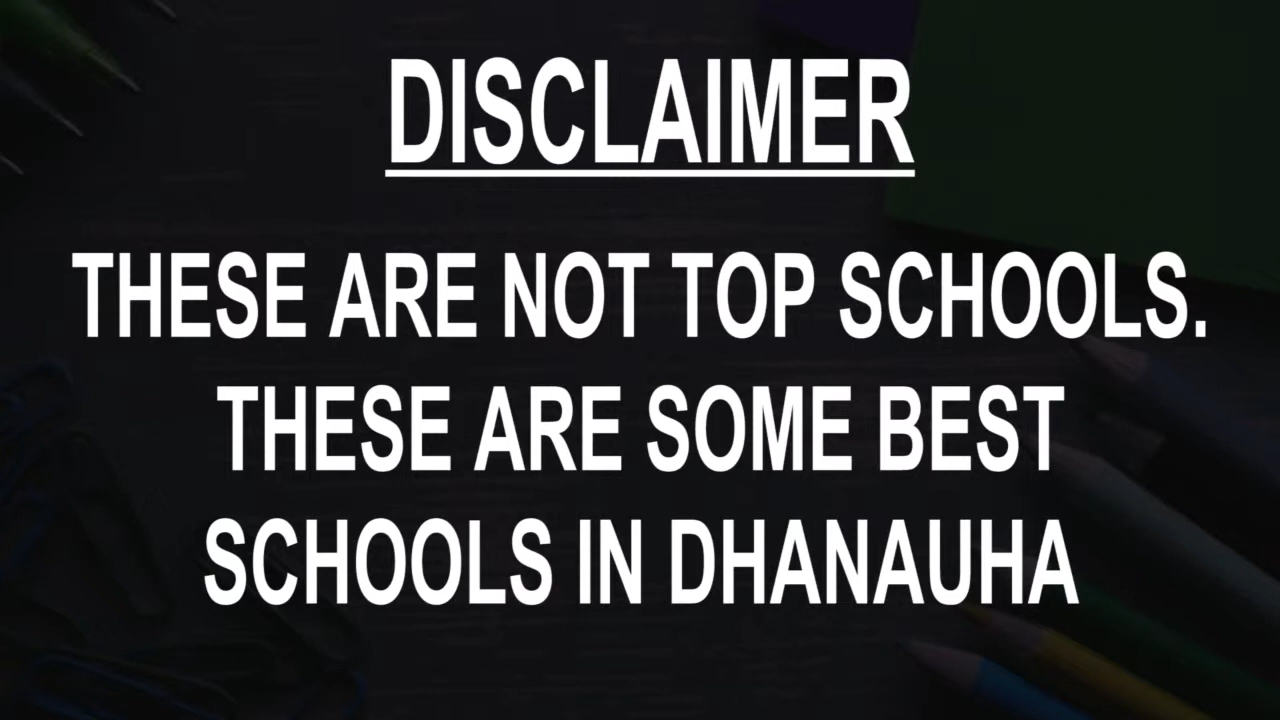 DISCLAIMER
THESE ARE NOT TOP SCHOOLS.
THESE ARE SOME BEST
SCHOOLS IN DHANAUHA